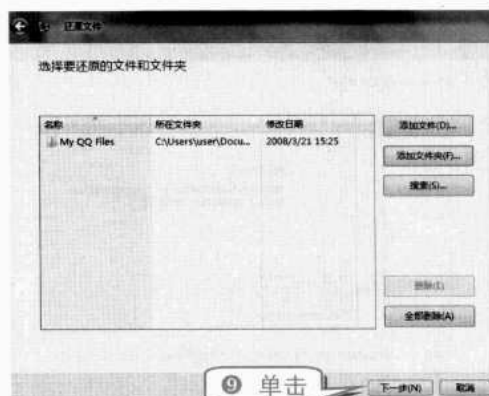 还原文件
选择要还原的文件和文件夹
名称 所在文件夹 修改日期
My QQ Files C:\Users\user\Docu... 2008/3/21 15:25
添加文件(D)...
添加文件夹(F)...
搜索(S)...
删除(E)
全部删除(A)
❾ 单击
下一步(N) 取消